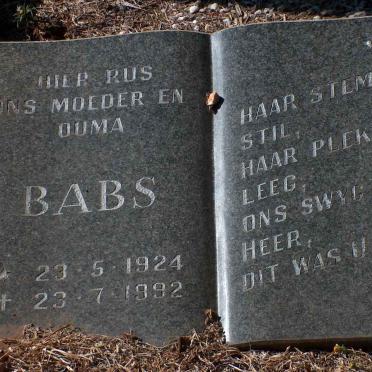 HIER RUS
ONS MOEDER EN
OUMA
BABS
23 · 5 · 1924
† 23 · 7 · 1992
HAAR STEM
STIL,
HAAR PLEK
LEEG,
ONS SWYG
HEER,
DIT WAS U